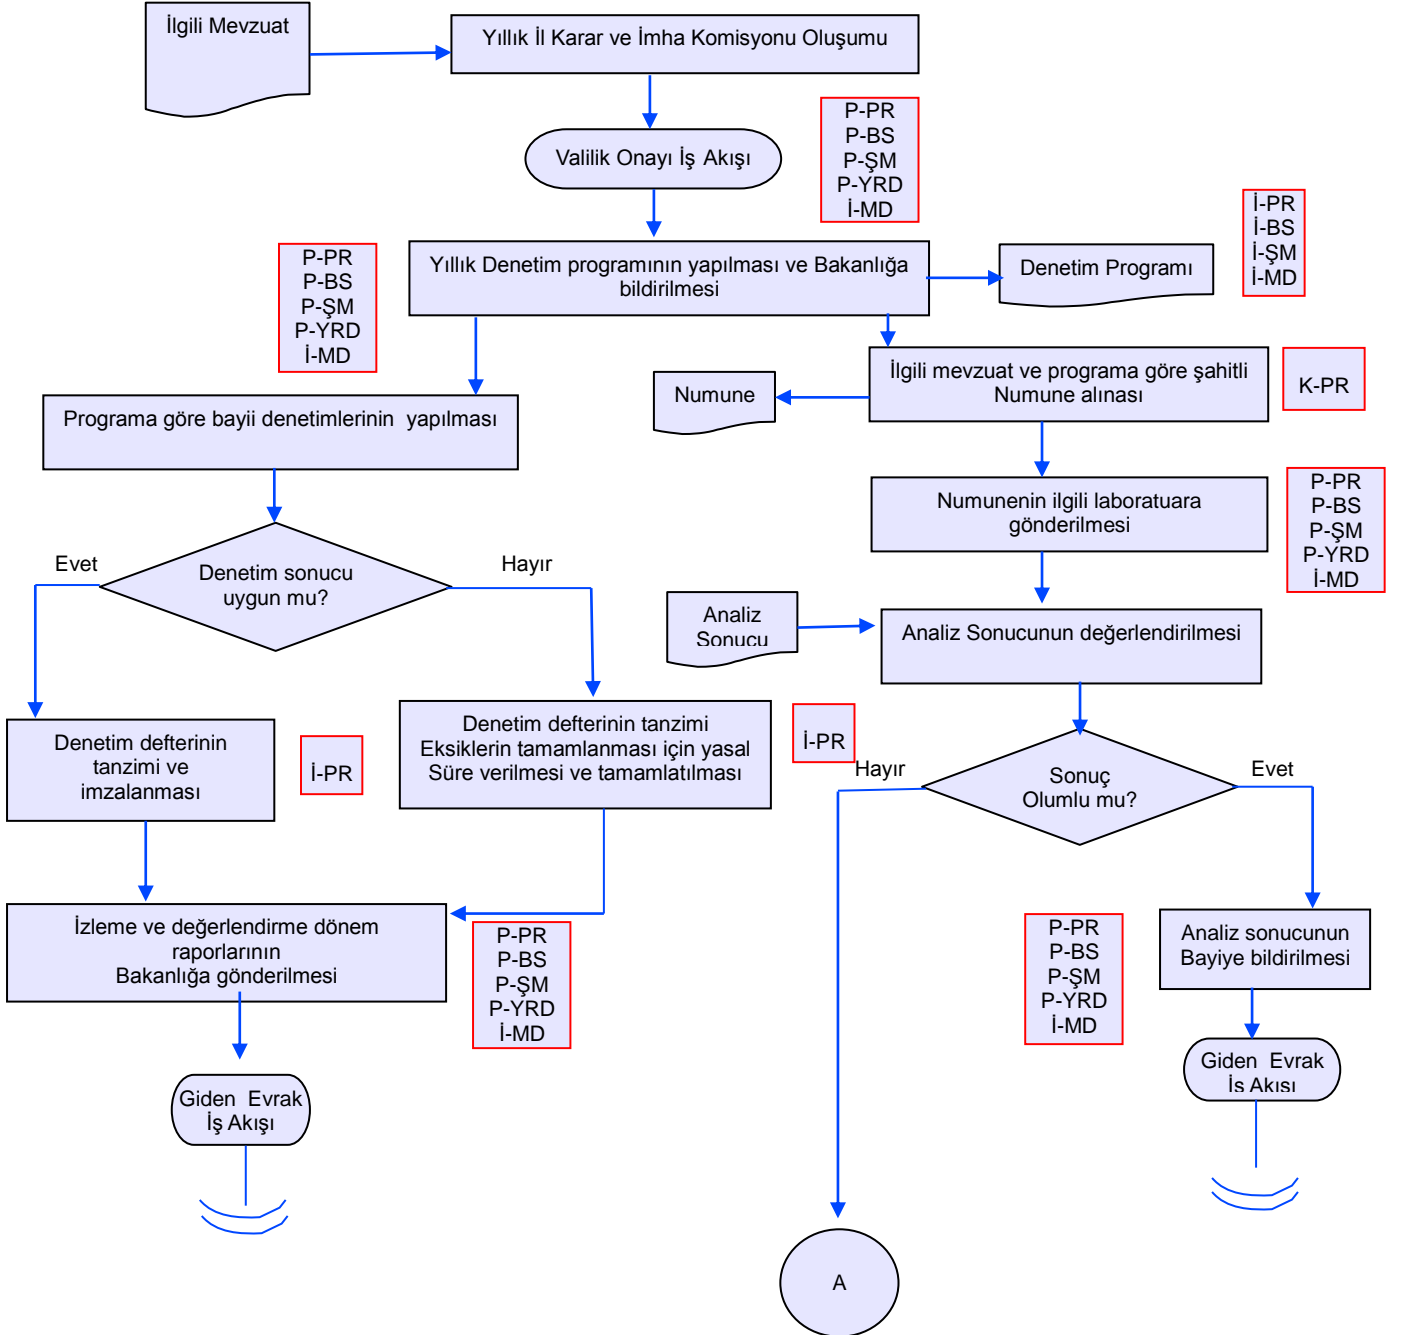 İlgili Mevzuat
Yıllık İl Karar ve İmha Komisyonu Oluşumu
P-PR
P-BS
P-ŞM
P-YRD
İ-MD
Valilik Onayı İş Akışı
İ-PR
İ-BS
İ-ŞM
İ-MD
P-PR
P-BS
P-ŞM
P-YRD
İ-MD
Yıllık Denetim programının yapılması ve Bakanlığa
bildirilmesi
Denetim Programı
İlgili mevzuat ve programa göre şahitli
Numune alınası
K-PR
Numune
Programa göre bayii denetimlerinin  yapılması
Numunenin ilgili laboratuara
gönderilmesi
P-PR
P-BS
P-ŞM
P-YRD
İ-MD
Evet
Denetim sonucu
uygun mu?
Hayır
Analiz
Sonucu
Analiz Sonucunun değerlendirilmesi
Denetim defterinin
tanzimi ve
imzalanması
İ-PR
Denetim defterinin tanzimi
Eksiklerin tamamlanması için yasal
Süre verilmesi ve tamamlatılması
İ-PR
Hayır
Sonuç
Olumlu mu?
Evet
İzleme ve değerlendirme dönem
raporlarının
Bakanlığa gönderilmesi
P-PR
P-BS
P-ŞM
P-YRD
İ-MD
P-PR
P-BS
P-ŞM
P-YRD
İ-MD
Analiz sonucunun
Bayiye bildirilmesi
Giden  Evrak
İş Akışı
Giden  Evrak
İş Akışı
A